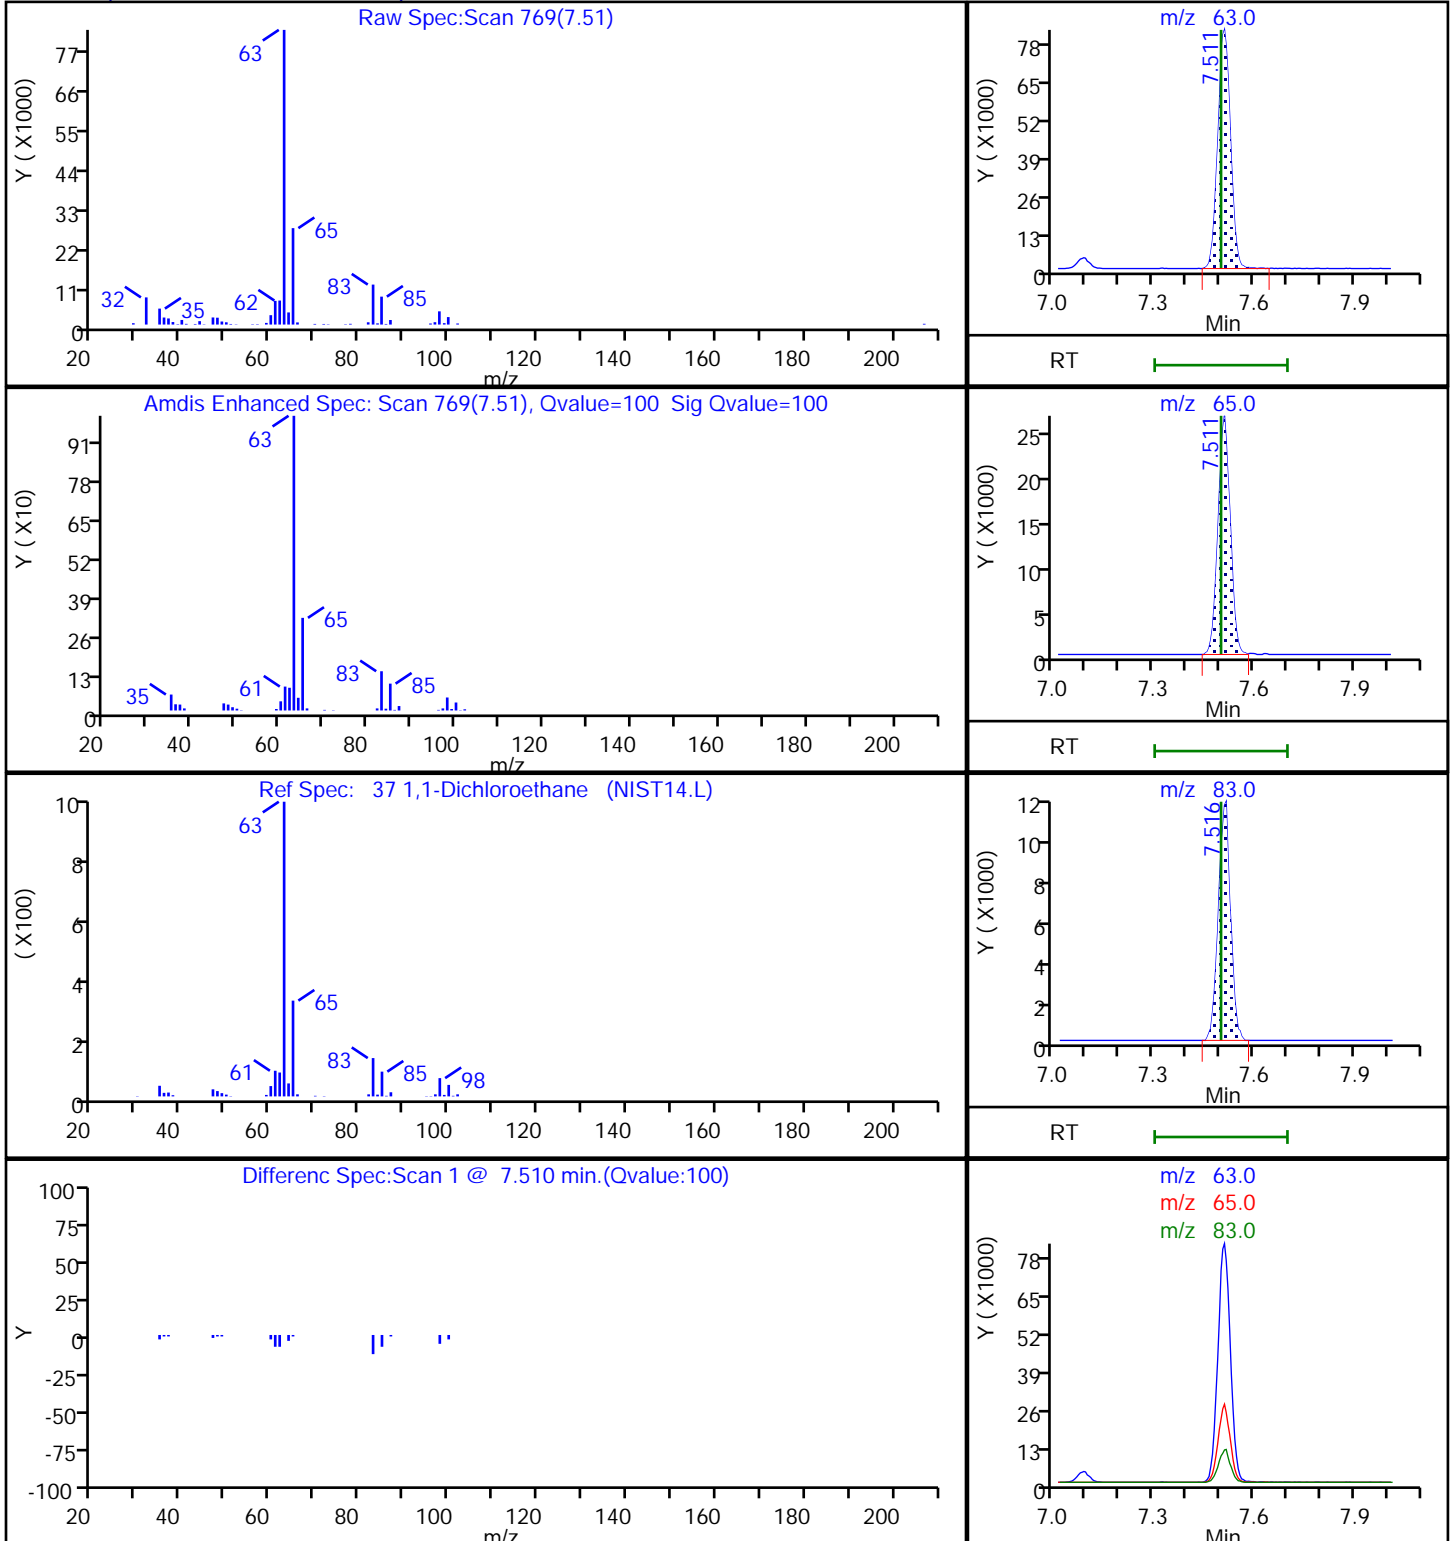 Raw Spec:Scan 769(7.51)
Y ( X1000)
77
66
55
44
33
22
11
0
63
65
32
35
62
83
85
20 40 60 80 100 120 140 160 180 200
m/z
m/z 63.0
Y ( X1000)
78
65
52
39
26
13
0
7.511
7.0 7.3 7.6 7.9
Min
RT
Amdis Enhanced Spec: Scan 769(7.51), Qvalue=100 Sig Qvalue=100
Y ( X10)
91
78
65
52
39
26
13
0
63
65
35
61
83
85
20 40 60 80 100 120 140 160 180 200
m/z
m/z 65.0
Y ( X1000)
25
20
15
10
5
0
7.511
7.0 7.3 7.6 7.9
Min
RT
Ref Spec: 37 1,1-Dichloroethane (NIST14.L)
( X100)
10
8
6
4
2
0
63
65
61
83
85
98
20 40 60 80 100 120 140 160 180 200
m/z 83.0
Y ( X1000)
12
10
8
6
4
2
0
7.516
7.0 7.3 7.6 7.9
Min
RT
Differenc Spec:Scan 1 @ 7.510 min.(Qvalue:100)
Y
100
75
50
25
0
-25
-50
-75
-100
20 40 60 80 100 120 140 160 180 200
m/z
m/z 63.0
m/z 65.0
m/z 83.0
Y ( X1000)
78
65
52
39
26
13
0
7.0 7.3 7.6 7.9
Min